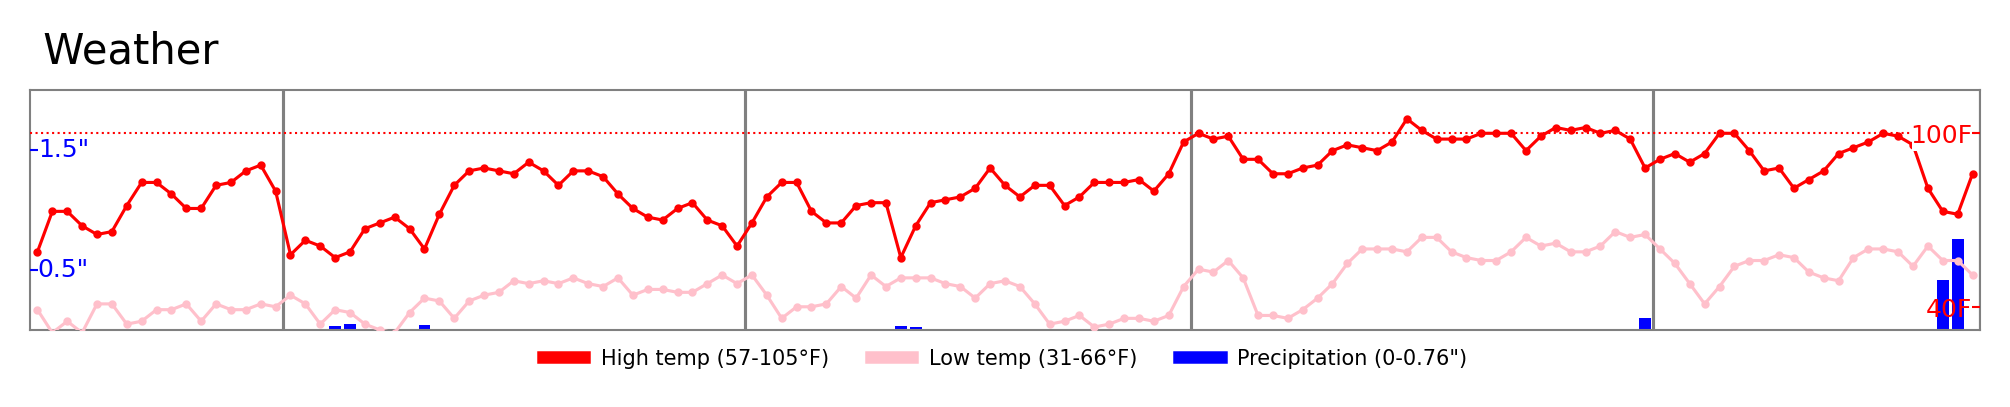 Weather
1.5"
100F
0.5"
40F
High temp (57-105°F) Low temp (31-66°F) Precipitation (0-0.76")